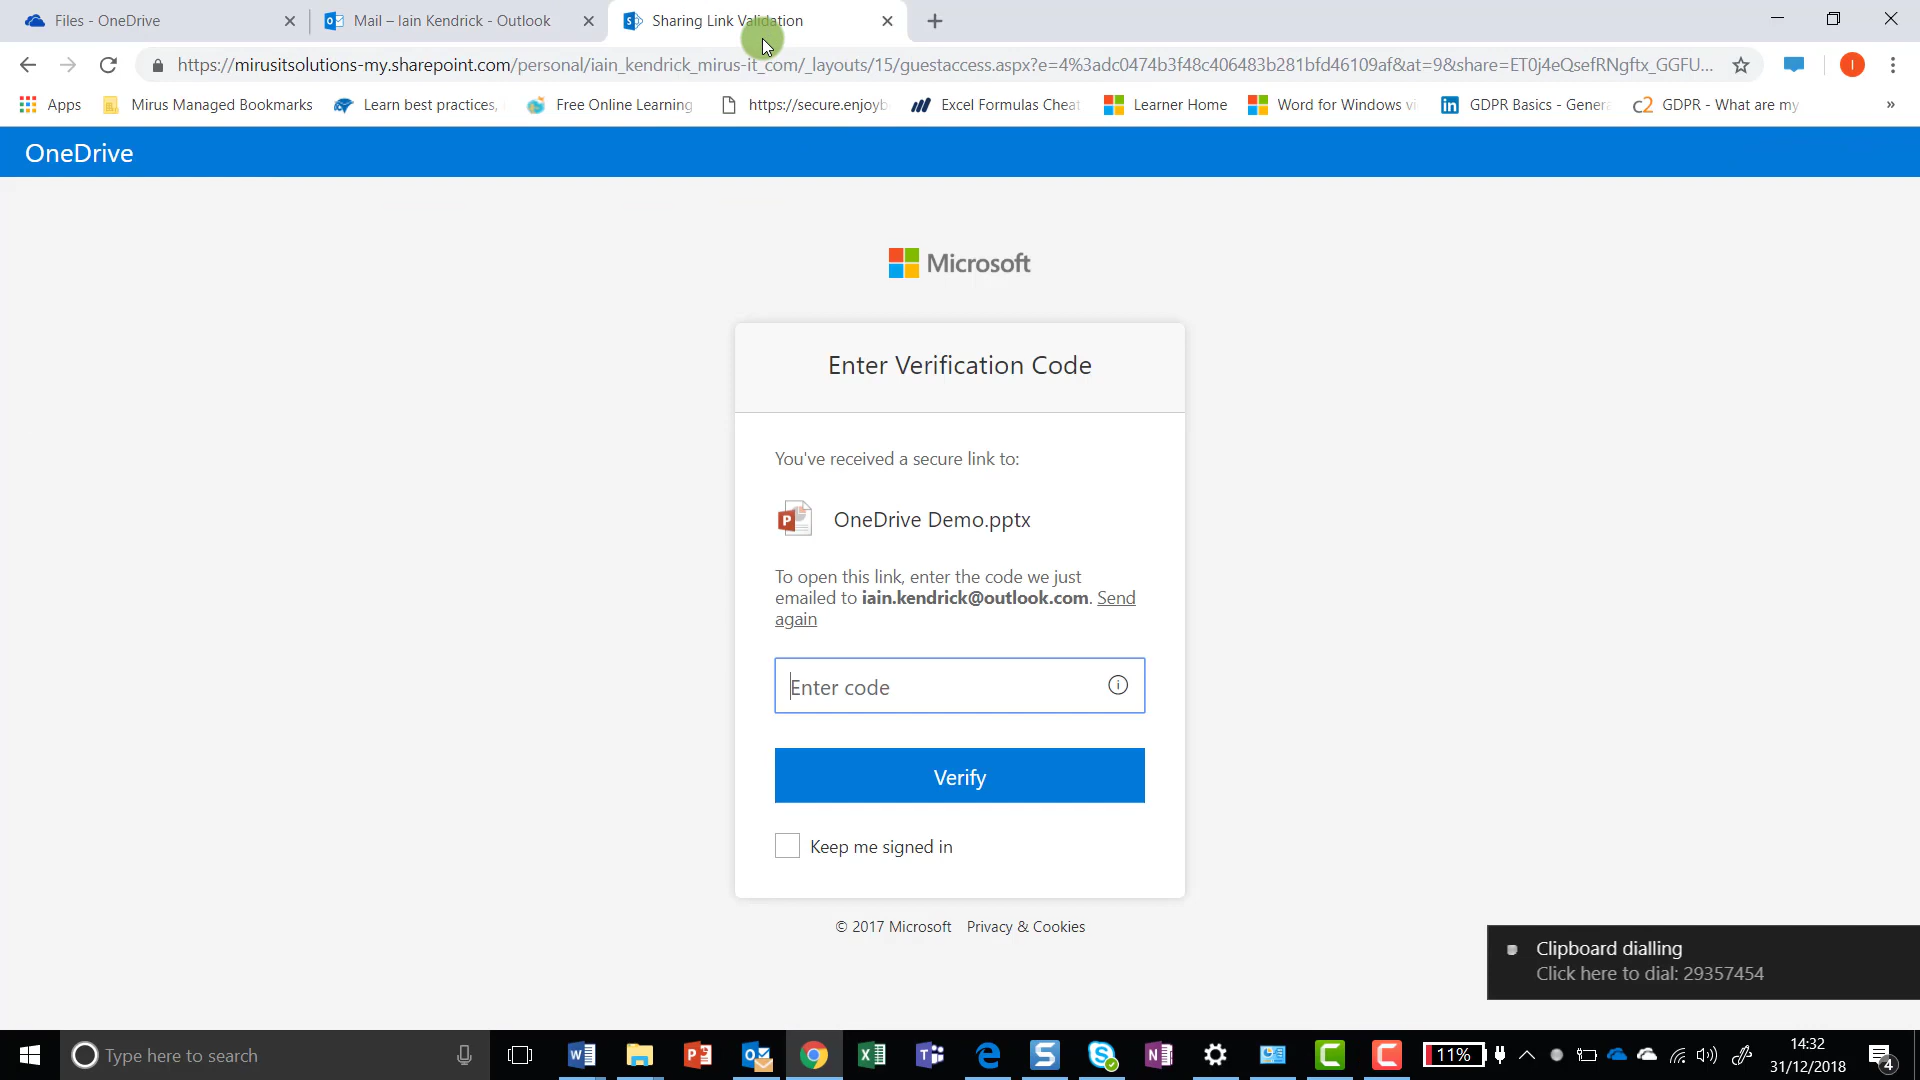 Files - OneDrive
Mail – Iain Kendrick - Outlook
Sharing Link Validation
https://mirusitsolutions-my.sharepoint.com/personal/iain_kendrick_mirus-it_com/_layouts/15/guestaccess.aspx?e=4%3adc0474b3f48c406483b281bfd46109af&at=9&share=ET0j4eQsefRNgftx_GGFU...
I
Apps
Mirus Managed Bookmarks
Learn best practices,
Free Online Learning
https://secure.enjoyb
Excel Formulas Cheat
Learner Home
Word for Windows vi
GDPR Basics - Genera
GDPR - What are my
»
OneDrive
Microsoft
Enter Verification Code
You've received a secure link to:
OneDrive Demo.pptx
To open this link, enter the code we just
emailed to iain.kendrick@outlook.com. Send
again
Enter code
Verify
Keep me signed in
© 2017 Microsoft Privacy & Cookies
Clipboard dialling
Click here to dial: 29357454
Type here to search
11%
14:32
31/12/2018
4